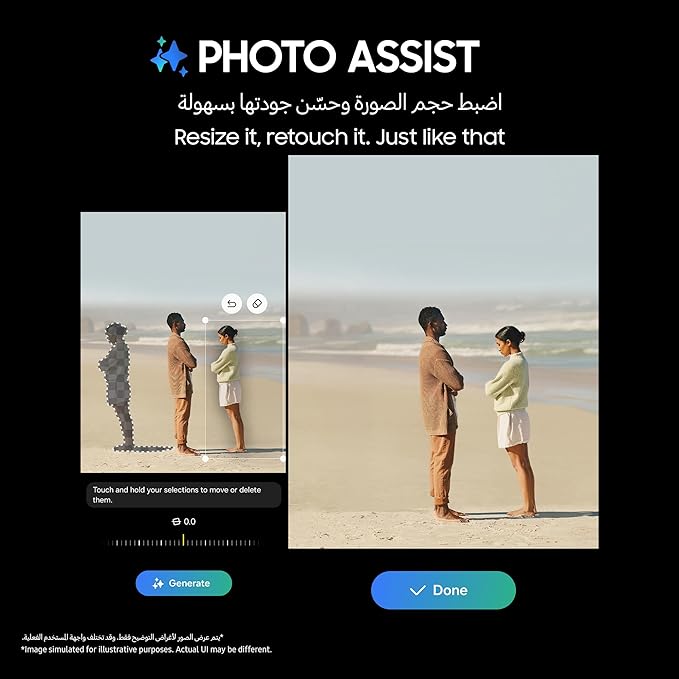 PHOTO ASSIST
اضبط حجم الصورة وحسّن جودتها بسهولة
Resize it, retouch it. Just like that
Touch and hold your selections to move or delete
them.
0.0
Generate
Done
*يتم عرض الصور لأغراض التوضيح فقط. وقد تختلف واجهة المستخدم الفعلية.
*Image simulated for illustrative purposes. Actual UI may be different.